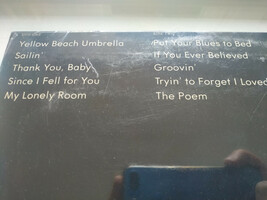 Yellow Beach Umbrella
Sailin'
Thank You, Baby
Since I Fell for You
My Lonely Room
Put Your Blues to Bed
If You Ever Believed
Groovin'
Tryin' to Forget I Loved
The Poem